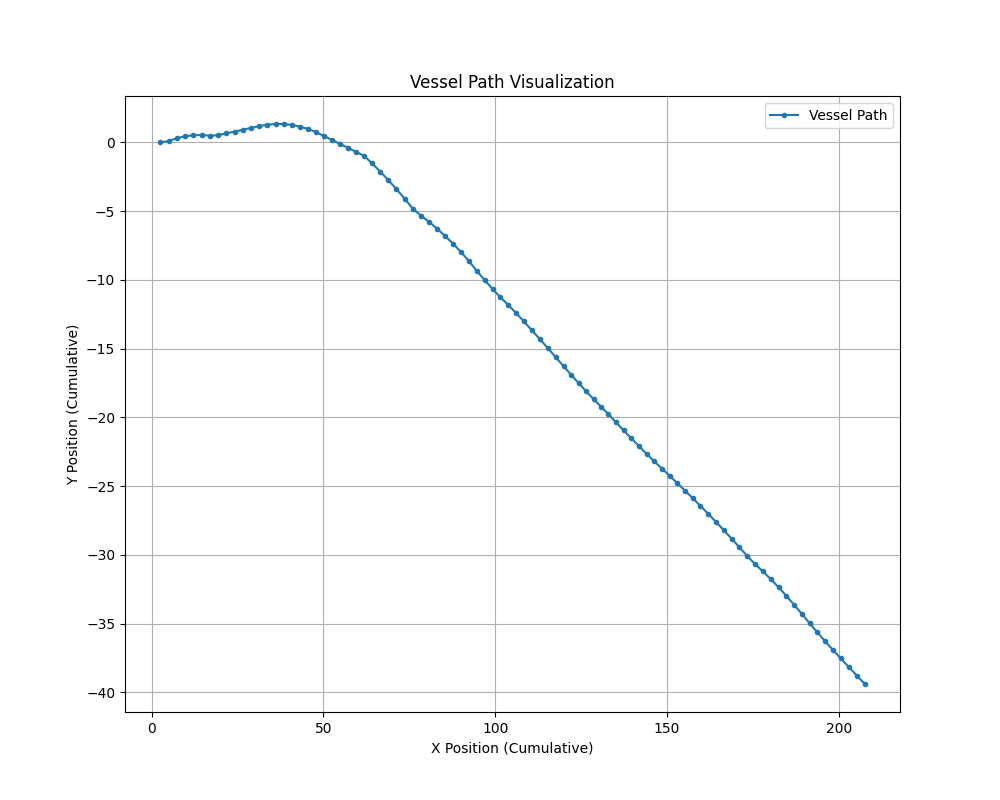 Vessel Path Visualization
Vessel Path
0
−5
−10
−15
−20
−25
−30
−35
−40
Y Position (Cumulative)
0 50 100 150 200
X Position (Cumulative)